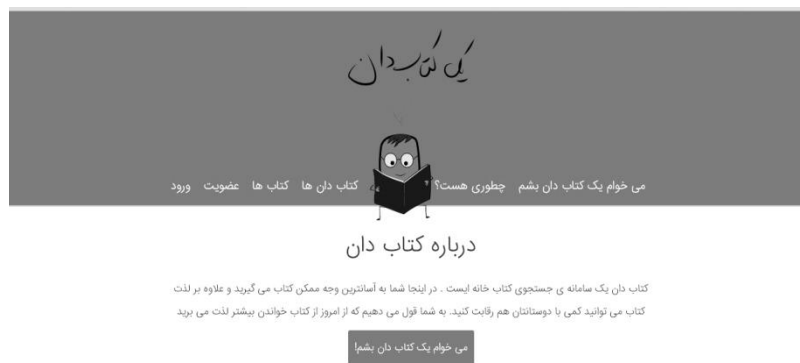 یک کتاب‌دان
می خوام یک کتاب دان بشم چطوری هست؟ کتاب دان ها کتاب ها عضویت ورود
درباره کتاب دان
کتاب دان یک سامانه ی جستجوی کتاب خانه ایست . در اینجا شما به آسانترین وجه ممکن کتاب می گیرید و علاوه بر لذت
کتاب می توانید کمی با دوستانتان هم رقابت کنید. به شما قول می دهیم که از امروز از کتاب خواندن بیشتر لذت می برید
می خوام یک کتاب دان بشم!